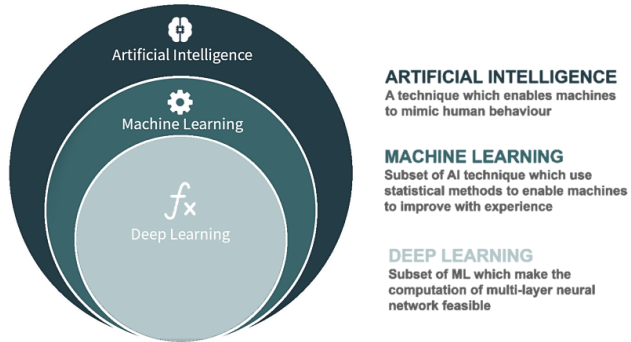 Artificial Intelligence
Machine Learning
fx
Deep Learning
ARTIFICIAL INTELLIGENCE
A technique which enables machines
to mimic human behaviour
MACHINE LEARNING
Subset of AI technique which use
statistical methods to enable machines
to improve with experience
DEEP LEARNING
Subset of ML which make the
computation of multi-layer neural
network feasible